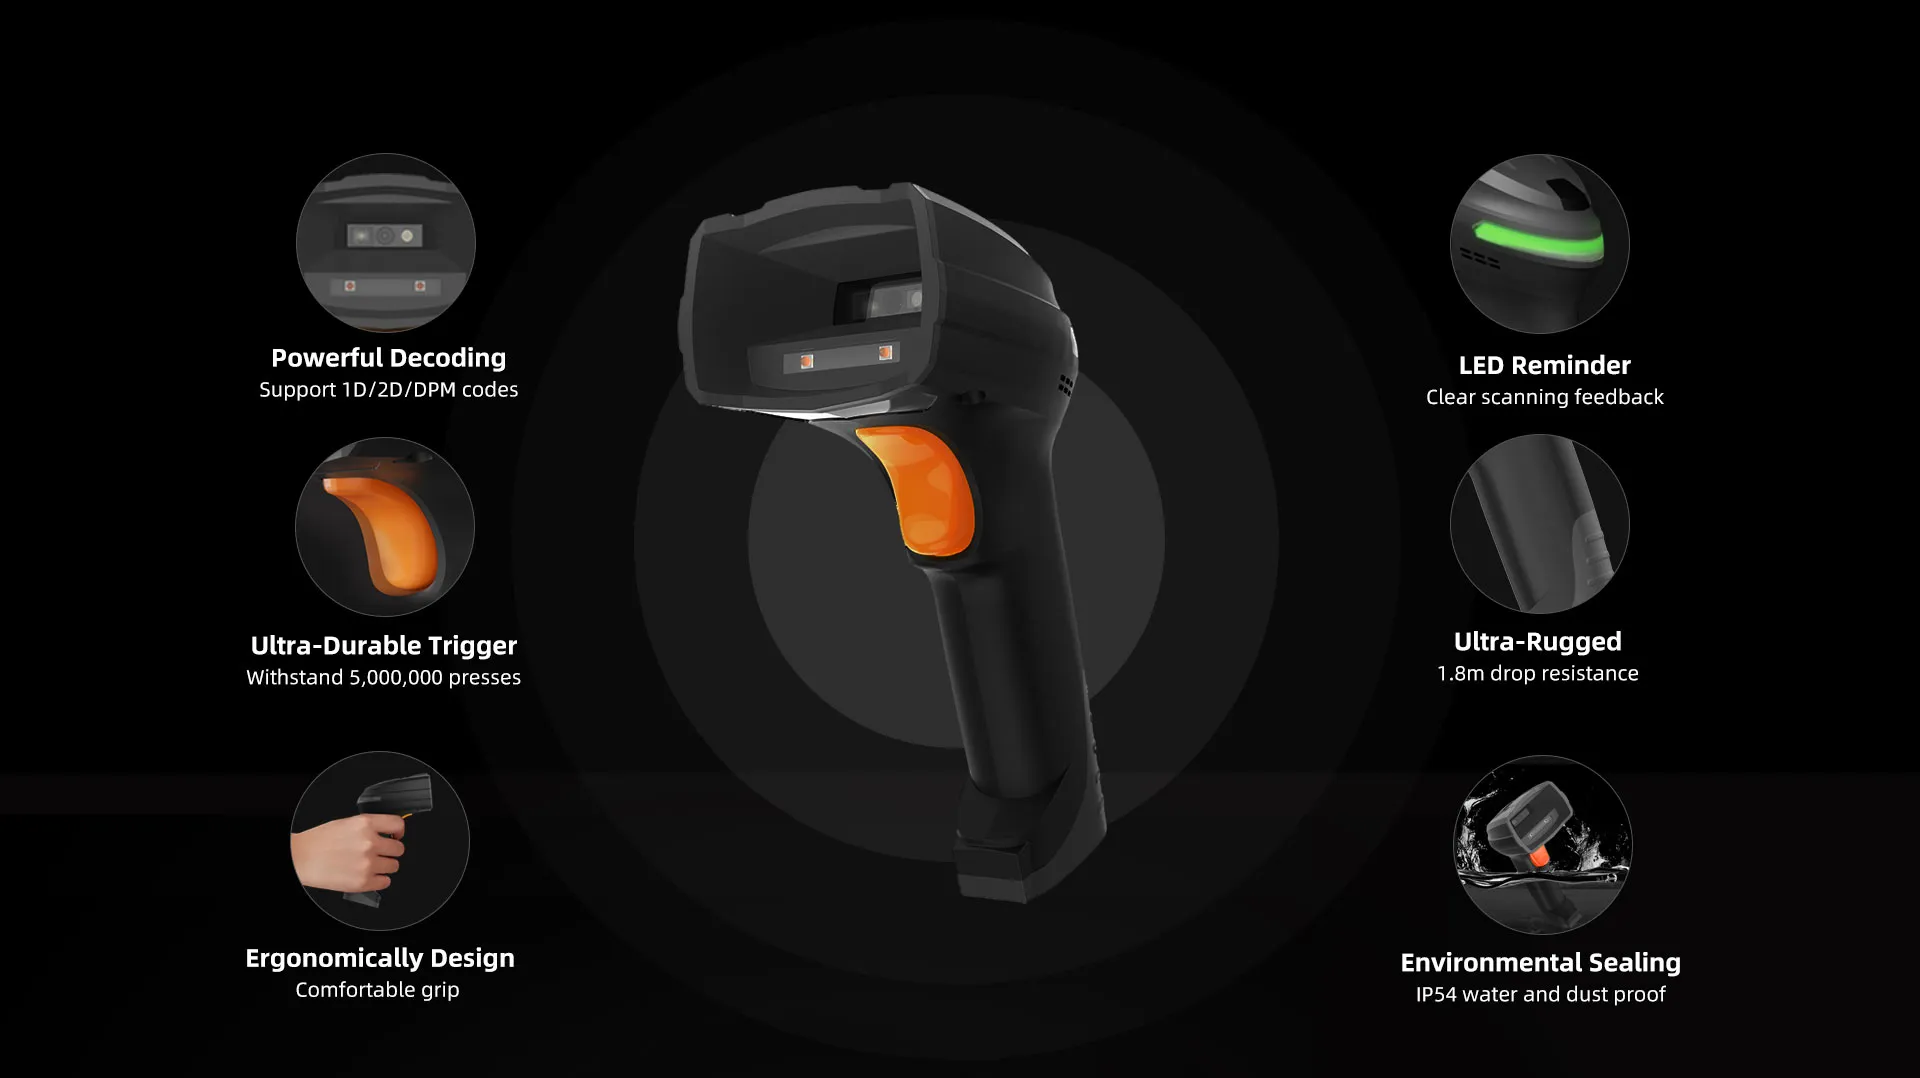 Powerful Decoding
Support 1D/2D/DPM codes
Ultra-Durable Trigger
Withstand 5,000,000 presses
Ergonomically Design
Comfortable grip
LED Reminder
Clear scanning feedback
Ultra-Rugged
1.8m drop resistance
Environmental Sealing
IP54 water and dust proof